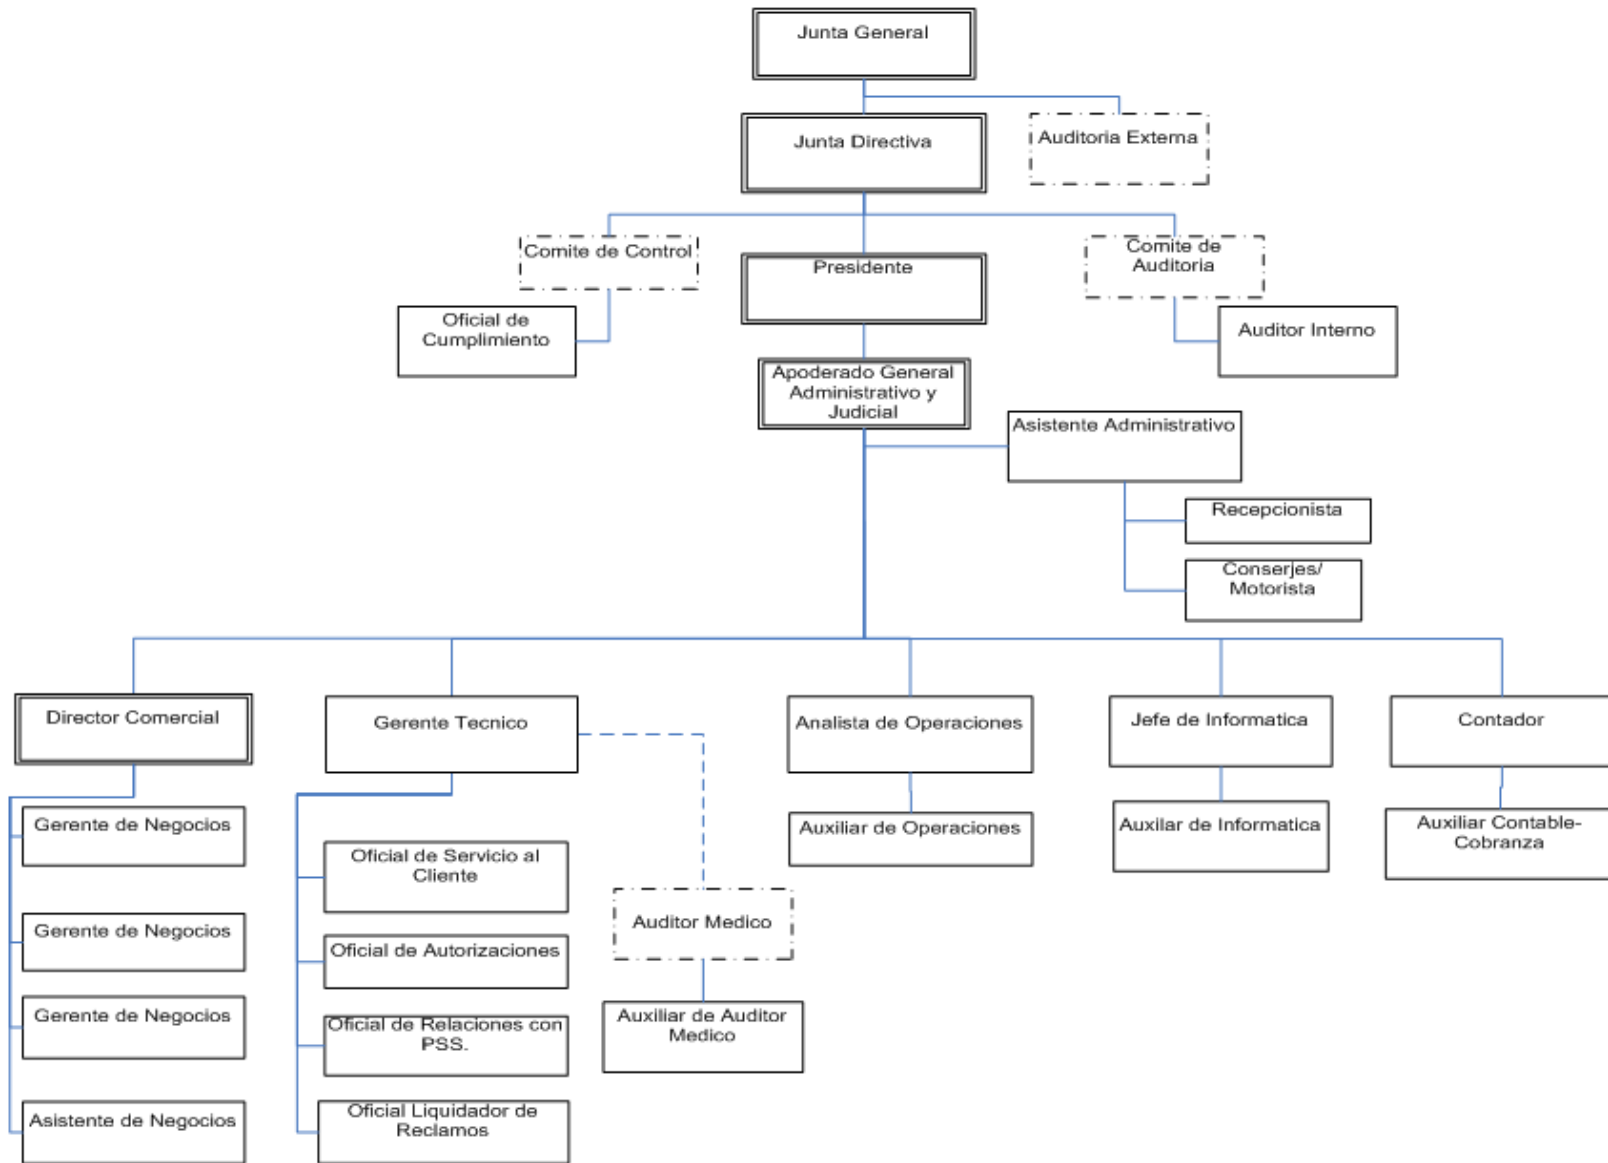 Junta General
Junta Directiva
Auditoria Externa
Comite de Control
Presidente
Comite de
Auditoria
Oficial de
Cumplimiento
Auditor Interno
Apoderado General
Administrativo y
Judicial
Asistente Administrativo
Recepcionista
Conserjes/
Motorista
Director Comercial
Gerente Tecnico
Analista de Operaciones
Jefe de Informatica
Contador
Gerente de Negocios
Gerente de Negocios
Gerente de Negocios
Asistente de Negocios
Oficial de Servicio al
Cliente
Oficial de Autorizaciones
Oficial de Relaciones con
PSS.
Oficial Liquidador de
Reclamos
Auditor Medico
Auxiliar de Auditor
Medico
Auxiliar de Operaciones
Auxilar de Informatica
Auxiliar Contable-
Cobranza